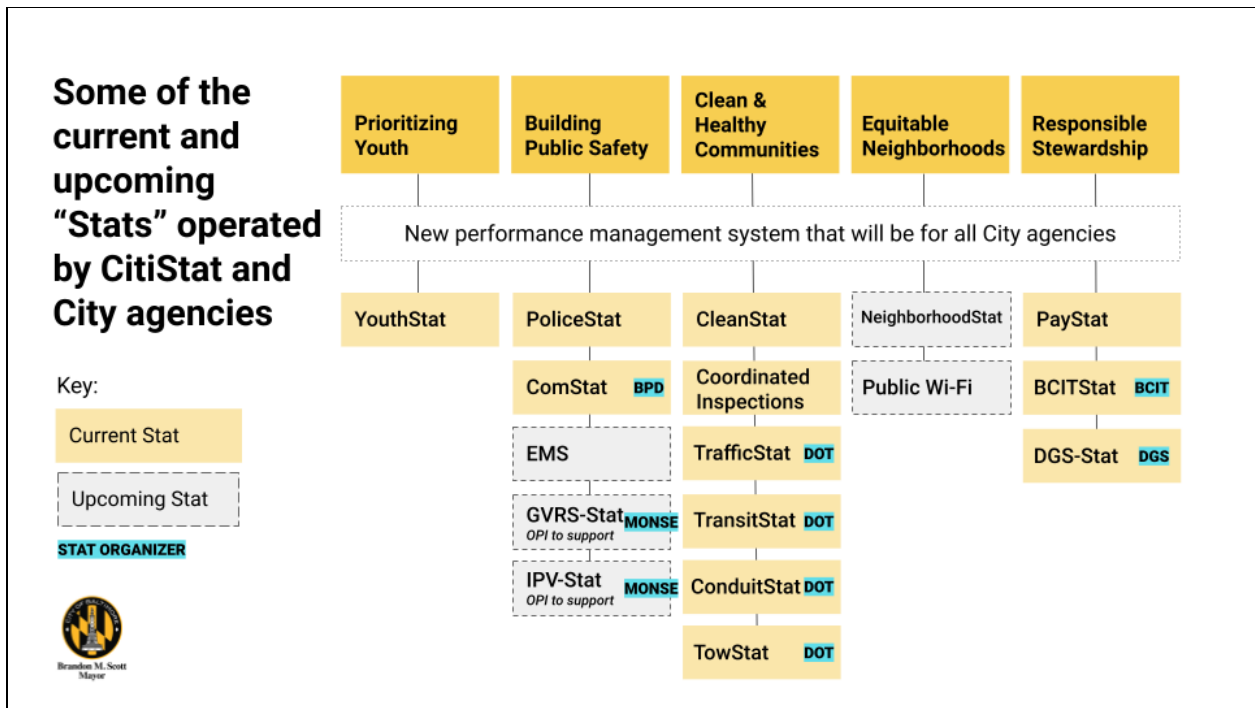 Some of the
current and
upcoming
“Stats” operated
by CitiStat and
City agencies
Key:
Current Stat
Upcoming Stat
STAT ORGANIZER
CITY OF BALTIMORE
Brandon M. Scott
Mayor
Prioritizing
Youth
Building
Public Safety
Clean &
Healthy
Communities
Equitable
Neighborhoods
Responsible
Stewardship
New performance management system that will be for all City agencies
YouthStat
PoliceStat
ComStat BPD
EMS
GVRS-Stat MONSE
OPI to support
IPV-Stat MONSE
OPI to support
CleanStat
Coordinated
Inspections
TrafficStat DOT
TransitStat DOT
ConduitStat DOT
TowStat DOT
NeighborhoodStat
Public Wi-Fi
PayStat
BCITStat BCIT
DGS-Stat DGS